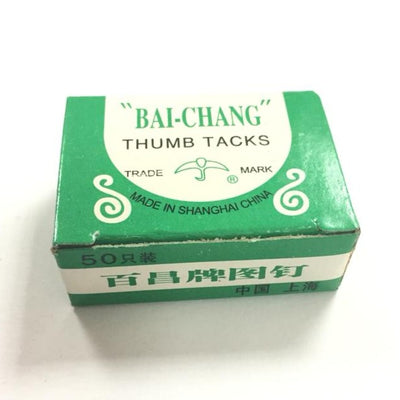 "BAI-CHANG"
THUMB TACKS
TRADE MARK
®
MADE IN SHANGHAI CHINA
50只装
百昌牌图钉
中国 上海